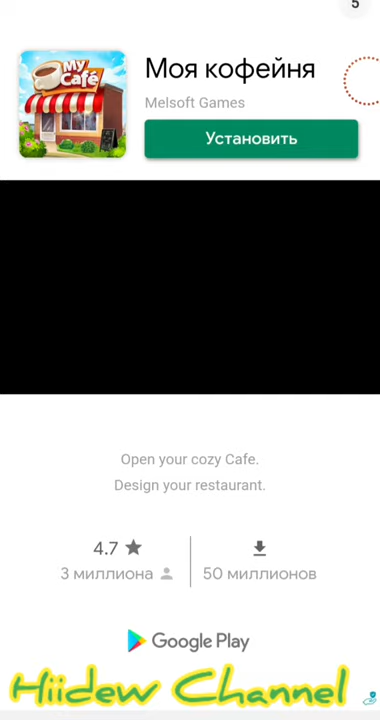 5
My
Café
Моя кофейня
Melsoft Games
Установить
Open your cozy Cafe.
Design your restaurant.
4.7
3 миллиона
50 миллионов
Google Play
Hiidew Channel